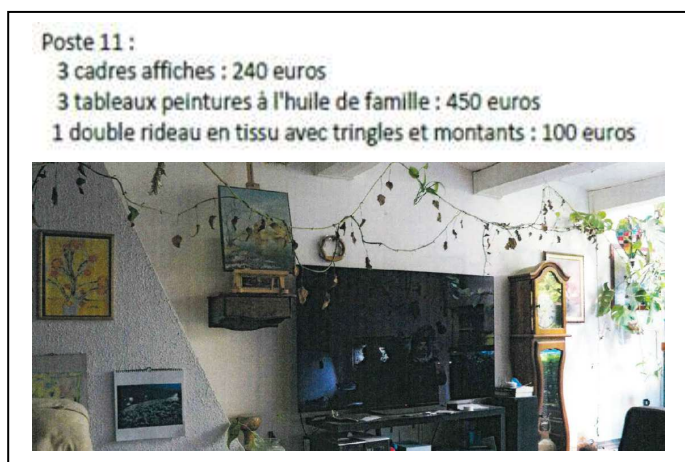 Poste 11 :
3 cadres affiches : 240 euros
3 tableaux peintures à l'huile de famille : 450 euros
1 double rideau en tissu avec tringles et montants : 100 euros